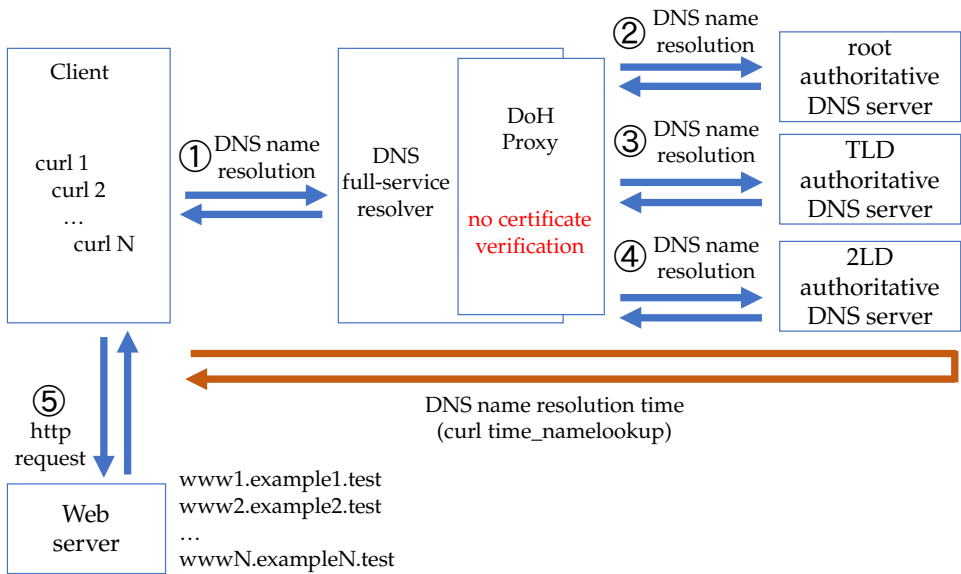 Client
curl 1
curl 2
…
curl N
① DNS name
resolution
DNS
full-service
resolver
DoH
Proxy
no certificate
verification
② DNS name
resolution
root
authoritative
DNS server
③ DNS name
resolution
TLD
authoritative
DNS server
④ DNS name
resolution
2LD
authoritative
DNS server
DNS name resolution time
(curl time_namelookup)
⑤
http
request
Web
server
www1.example1.test
www2.example2.test
…
wwwN.exampleN.test